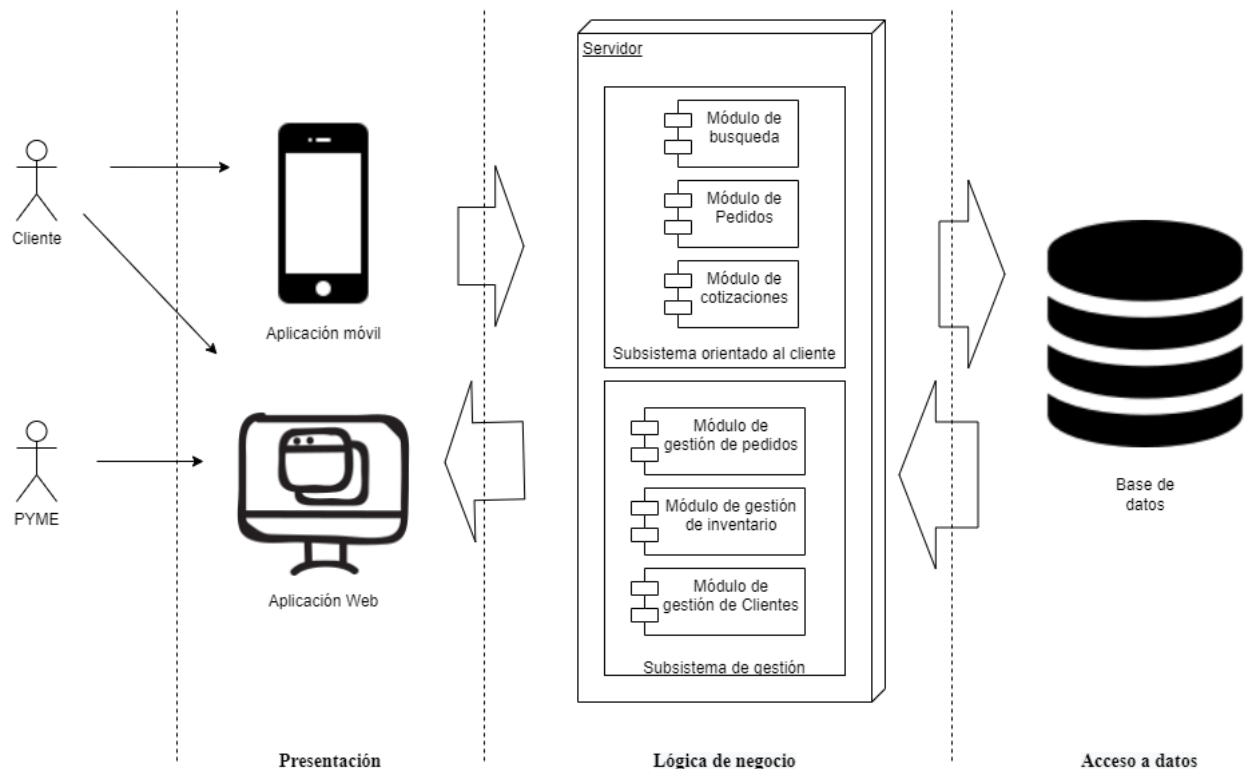 Servidor
Módulo de
busqueda
Módulo de
Pedidos
Módulo de
cotizaciones
Subsistema orientado al cliente
Módulo de
gestión de pedidos
Módulo de gestión
de inventario
Módulo de
gestión de Clientes
Subsistema de gestión
Cliente
PYME
Aplicación móvil
Aplicación Web
Base de
datos
Presentación
Lógica de negocio
Acceso a datos